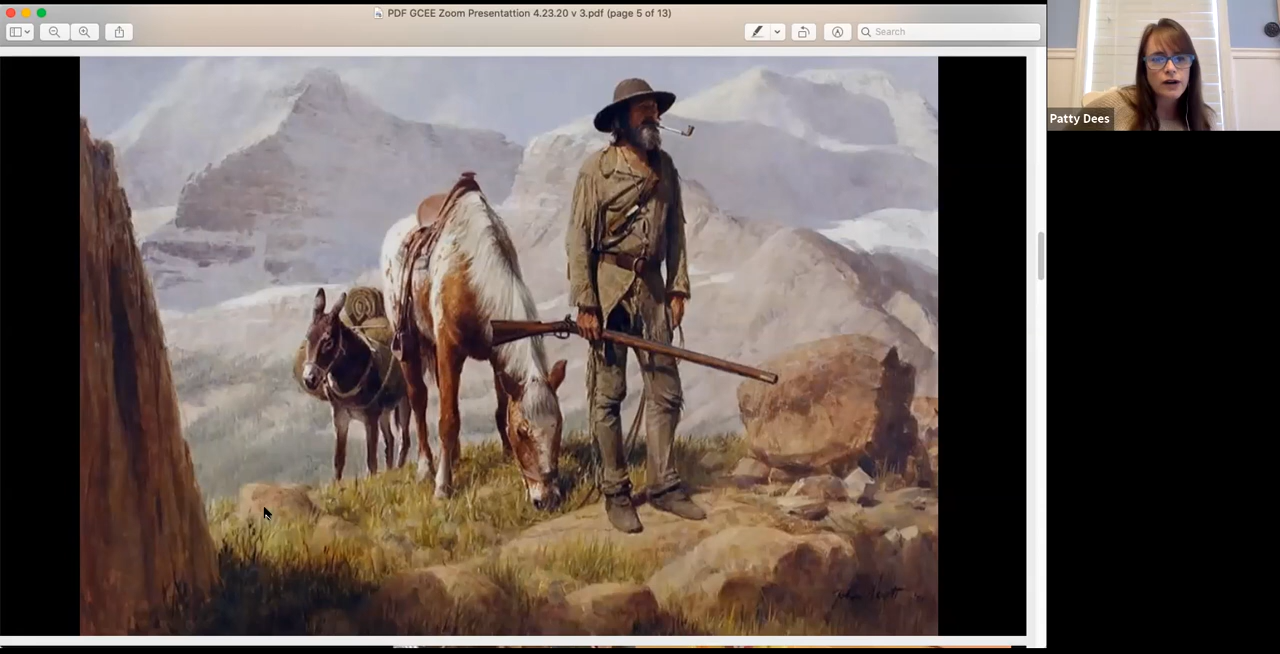 PDF GCEE Zoom Presentattion 4.23.20 v 3.pdf (page 5 of 13)
Search
Patty Dees